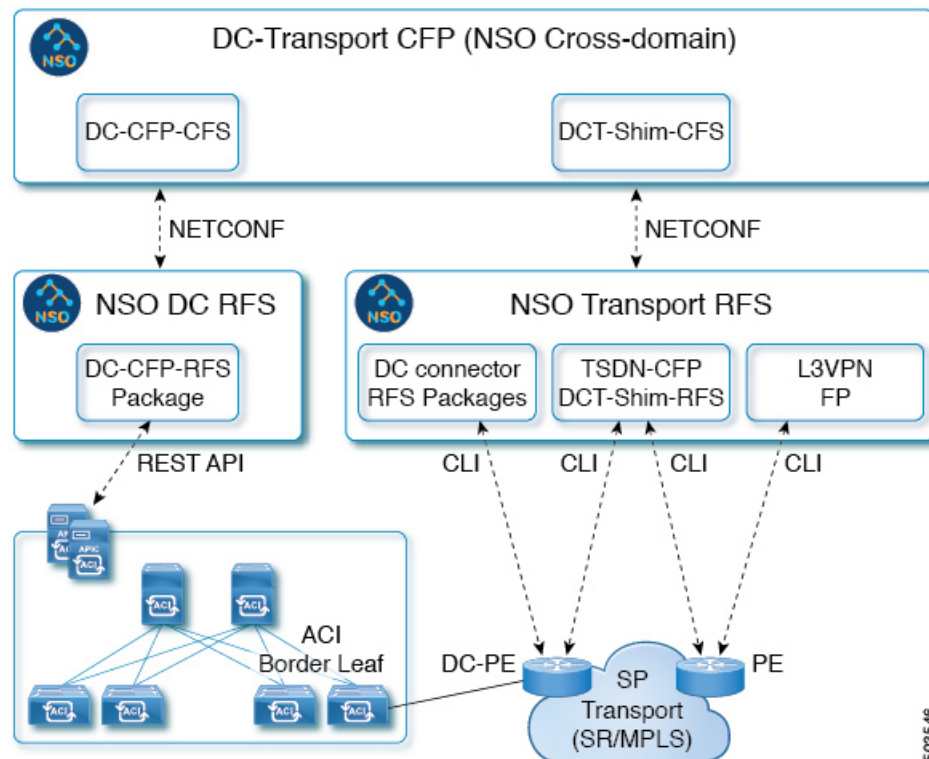 DC-Transport CFP (NSO Cross-domain)
NSO
DC-CFP-CFS
DCT-Shim-CFS
NETCONF
NETCONF
NSO
NSO DC RFS
NSO
NSO Transport RFS
DC-CFP-RFS
Package
DC connector
RFS Packages
TSDN-CFP
DCT-Shim-RFS
L3VPN
FP
REST API
CLI
CLI
CLI
CLI
ACI
APIC
ACI
ACI
ACI
ACI
Border Leaf
ACI
ACI
ACI
ACI
DC-PE
PE
SP
Transport
(SR/MPLS)